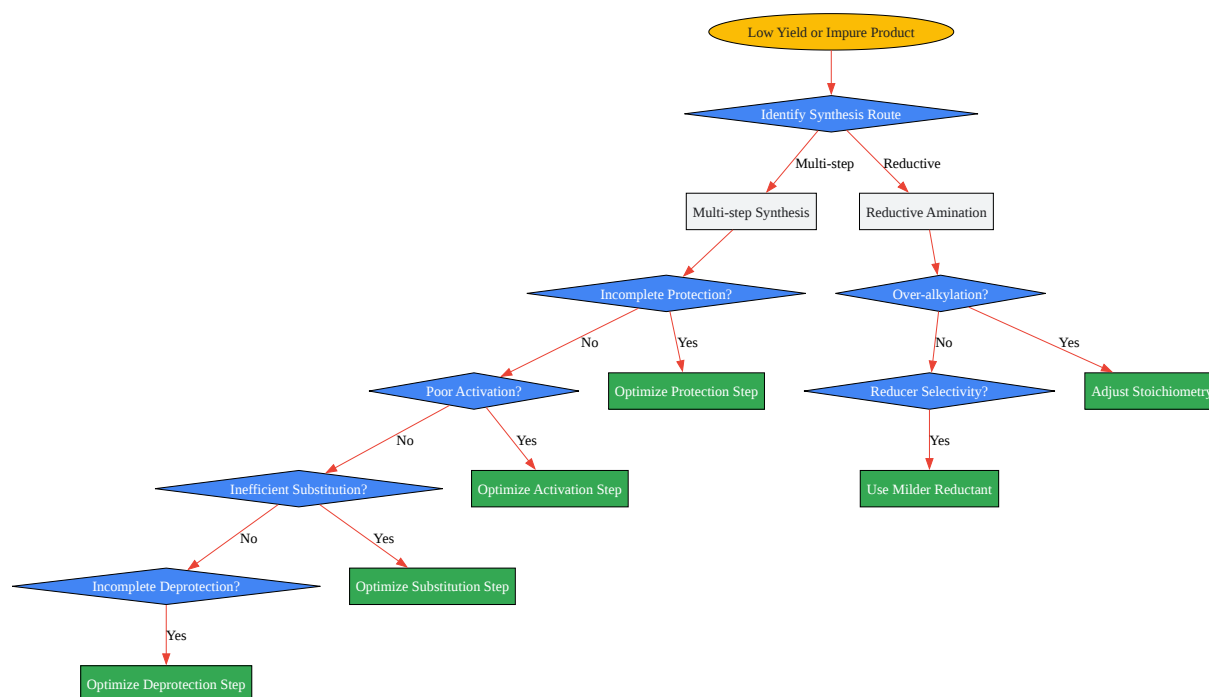 Low Yield or Impure Product
Identify Synthesis Route
Multi-step
Reductive
Multi-step Synthesis
Reductive Amination
Incomplete Protection?
Over-alkylation?
No
Yes
No
Yes
Poor Activation?
Optimize Protection Step
Reducer Selectivity?
Adjust Stoichiometry
No
Yes
Yes
Inefficient Substitution?
Optimize Activation Step
Use Milder Reductant
No
Yes
Incomplete Deprotection?
Optimize Substitution Step
Yes
Optimize Deprotection Step